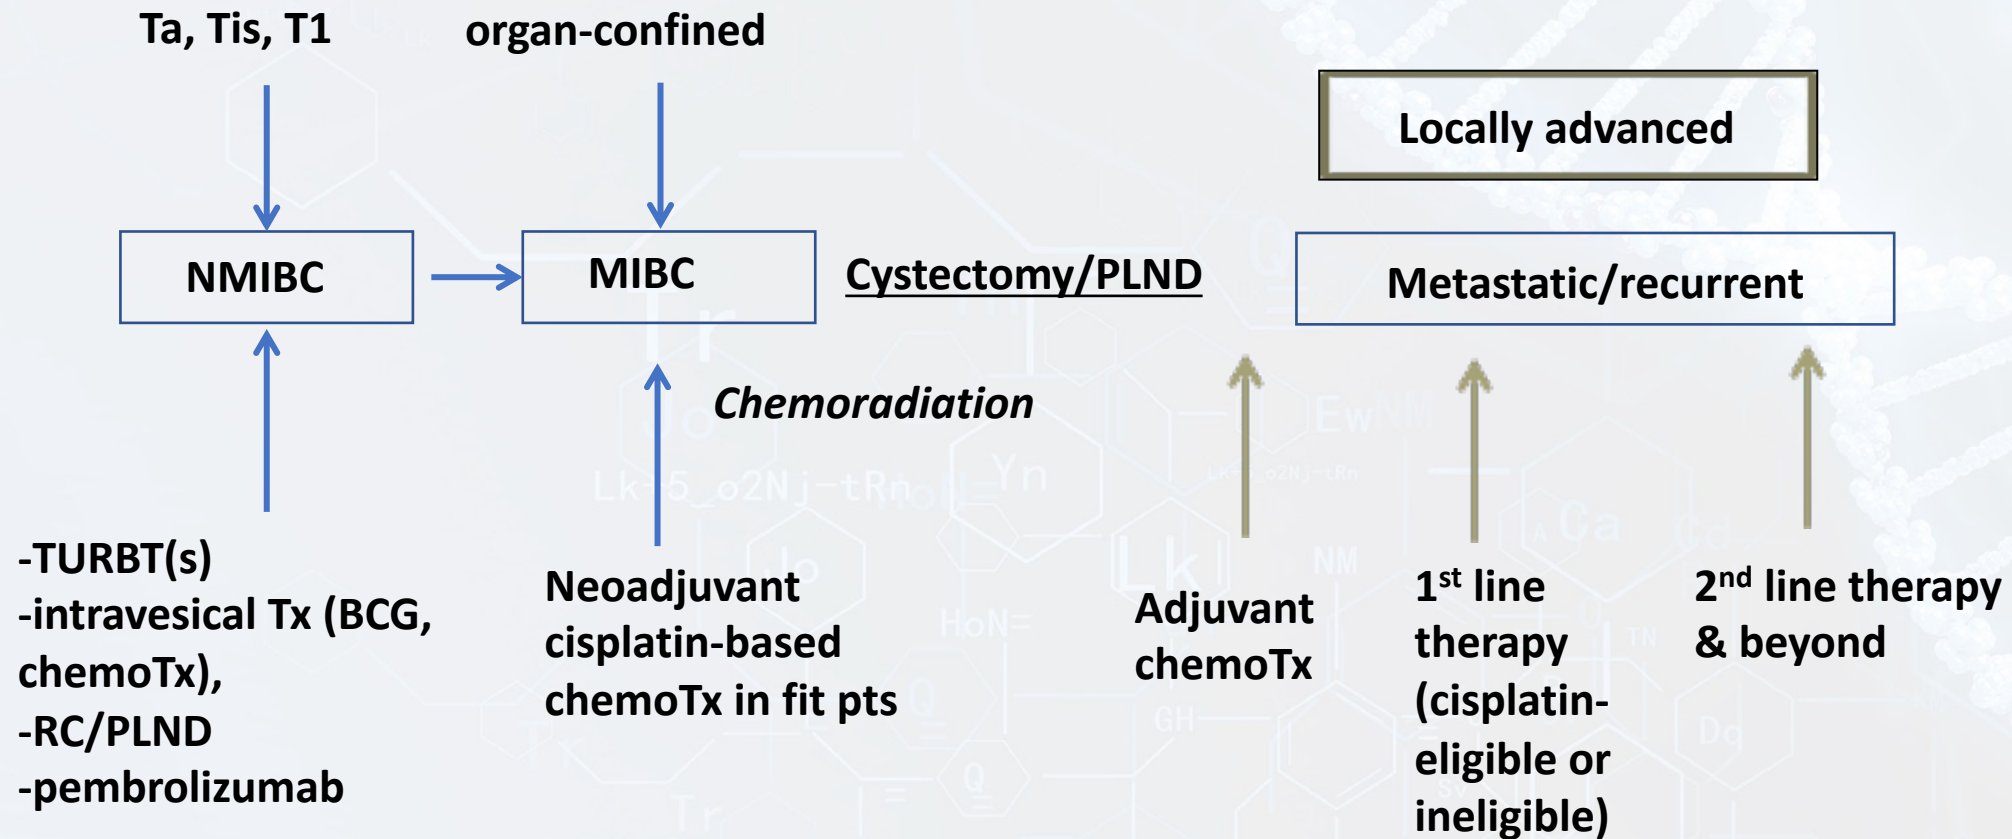 Ta, Tis, T1
organ-confined
Locally advanced
NMIBC
MIBC
Cystectomy/PLND
Metastatic/recurrent
Chemoradiation
-TURBT(s)
-intravesical Tx (BCG,
chemoTx),
-RC/PLND
-pembrolizumab
Neoadjuvant
cisplatin-based
chemoTx in fit pts
Adjuvant
chemoTx
1st line
therapy
(cisplatin-
eligible or
ineligible)
2nd line therapy
& beyond